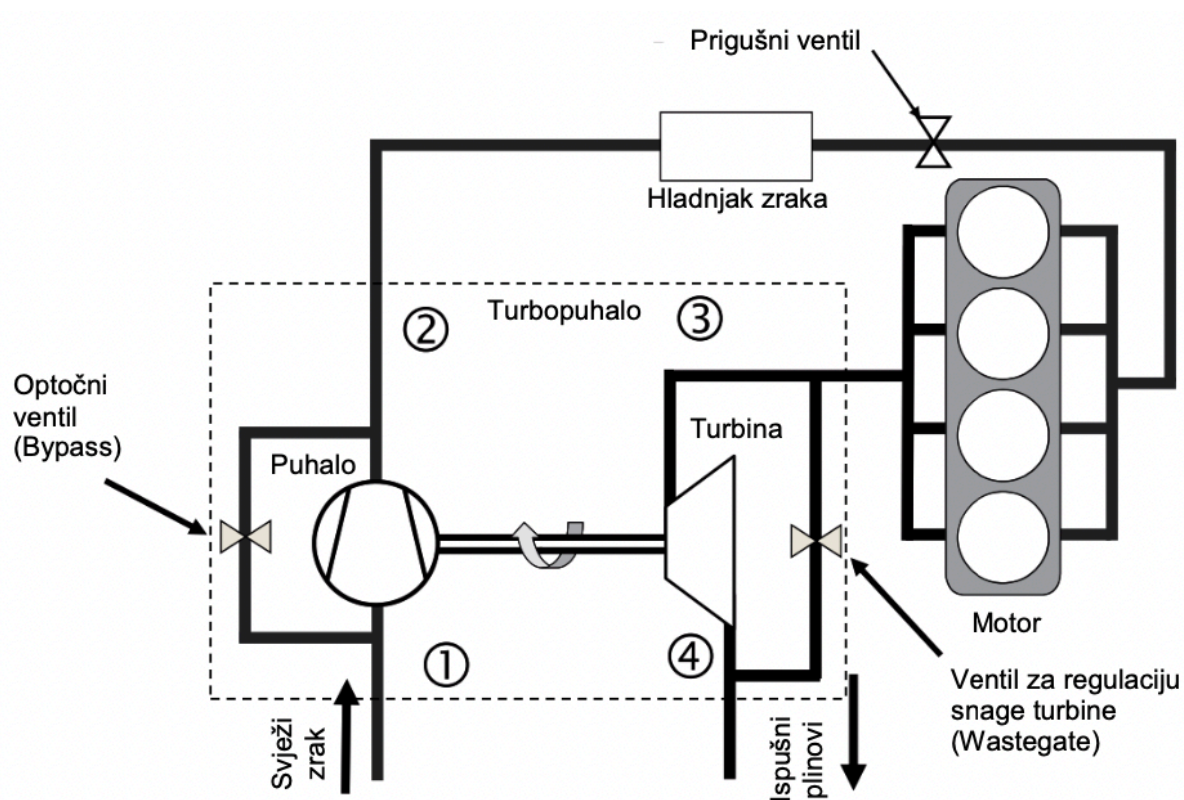 Prigušni ventil
Hladnjak zraka
Turbopuhalo
②
③
Optočni
ventil
(Bypass)
Puhalo
Turbina
Motor
①
④
Ventil za regulaciju
snage turbine
(Wastegate)
Svježi
zrak
Ispušni
plinovi